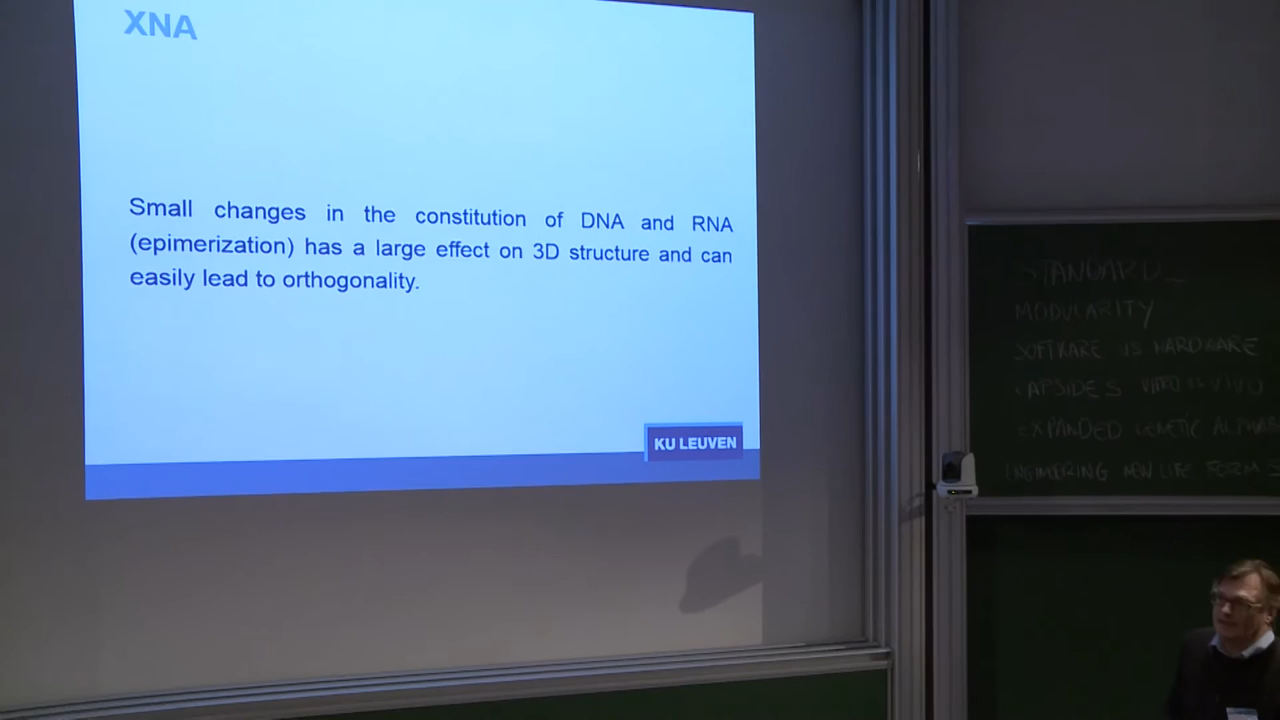 XNA
Small changes in the constitution of DNA and RNA
(epimerization) has a large effect on 3D structure and can
easily lead to orthogonality.
KU LEUVEN
STANDARD
MODULARITY
SOFTWARE VS HARDWARE
CAPSIDES VITRO VS VIVO
EXPANDED GENETIC
ENGINEERING NEW LIFE FORMS